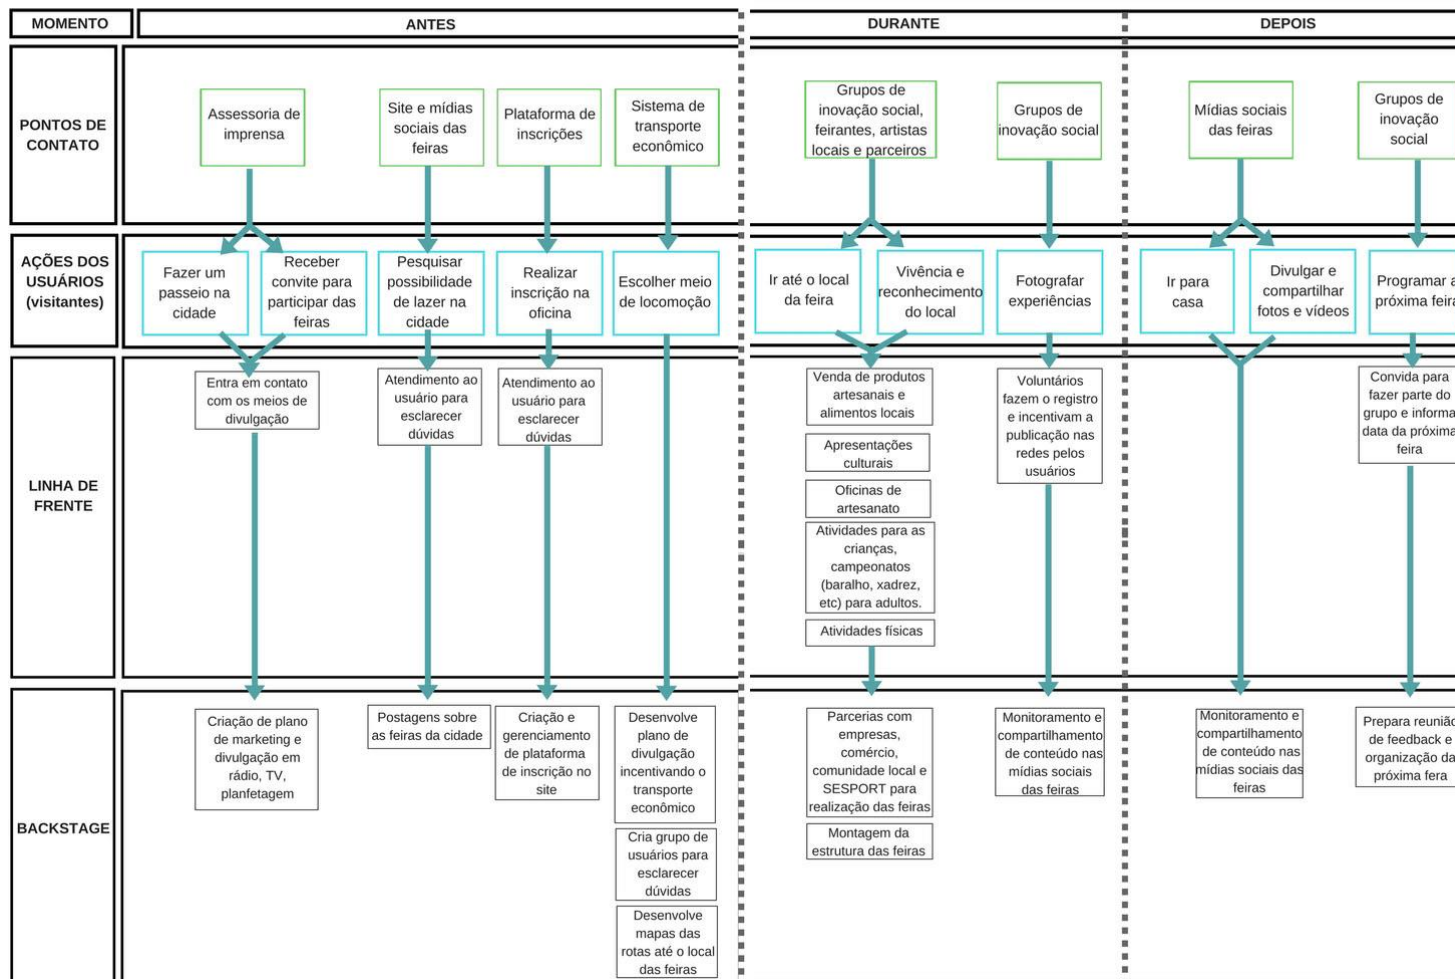 MOMENTO
ANTES
DURANTE
DEPOIS
PONTOS DE
CONTATO
Assessoria de
imprensa
Site e mídias
sociais das
feiras
Plataforma de
inscrições
Sistema de
transporte
econômico
Grupos de
inovação social,
feirantes, artistas
locais e parceiros
Grupos de
inovação social
Mídias sociais
das feiras
Grupos de
inovação
social
AÇÕES DOS
USUÁRIOS
(visitantes)
Fazer um
passeio na
cidade
Receber
convite para
participar das
feiras
Pesquisar
possibilidade
de lazer na
cidade
Realizar
inscrição na
oficina
Escolher meio
de locomoção
Ir até o local
da feira
Vivência e
reconhecimento
do local
Fotografar
experiências
Ir para
casa
Divulgar e
compartilhar
fotos e vídeos
Programar a
próxima feira
LINHA DE
FRENTE
Entra em contato
com os meios de
divulgação
Atendimento ao
usuário para
esclarecer
dúvidas
Atendimento ao
usuário para
esclarecer
dúvidas
Venda de produtos
artesanais e
alimentos locais
Apresentações
culturais
Oficinas de
artesanato
Atividades para as
crianças,
campeonatos
(baralho, xadrez,
etc) para adultos.
Atividades físicas
Voluntários
fazem o registro
e incentivam a
publicação nas
redes pelos
usuários
Convida para
fazer parte do
grupo e informa
data da próxima
feira
BACKSTAGE
Criação de plano
de marketing e
divulgação em
rádio, TV,
planfetagem
Postagens sobre
as feiras da cidade
Criação e
gerenciamento
de plataforma
de inscrição no
site
Desenvolve
plano de
divulgação
incentivando o
transporte
econômico
Cria grupo de
usuários para
esclarecer
dúvidas
Desenvolve
mapas das
rotas até o local
das feiras
Parcerias com
empresas,
comércio,
comunidade local e
SESPORT para
realização das feiras
Montagem da
estrutura das feiras
Monitoramento e
compartilhamento
de conteúdo nas
mídias sociais
das feiras
Monitoramento e
compartilhamento
de conteúdo nas
mídias sociais das
feiras
Prepara reunião
de feedback e
organização da
próxima fera